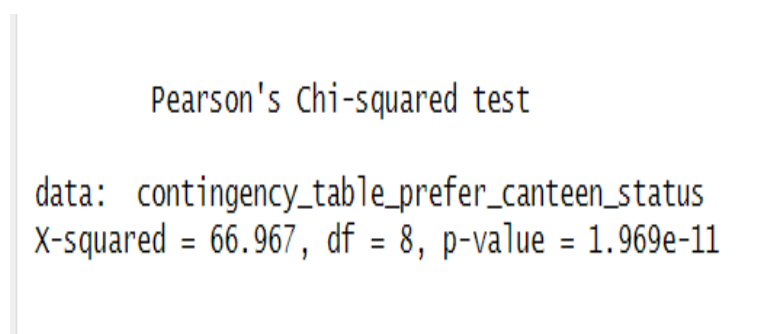 Pearson's Chi-squared test
data: contingency_table_prefer_canteen_status
X-squared = 66.967, df = 8, p-value = 1.969e-11